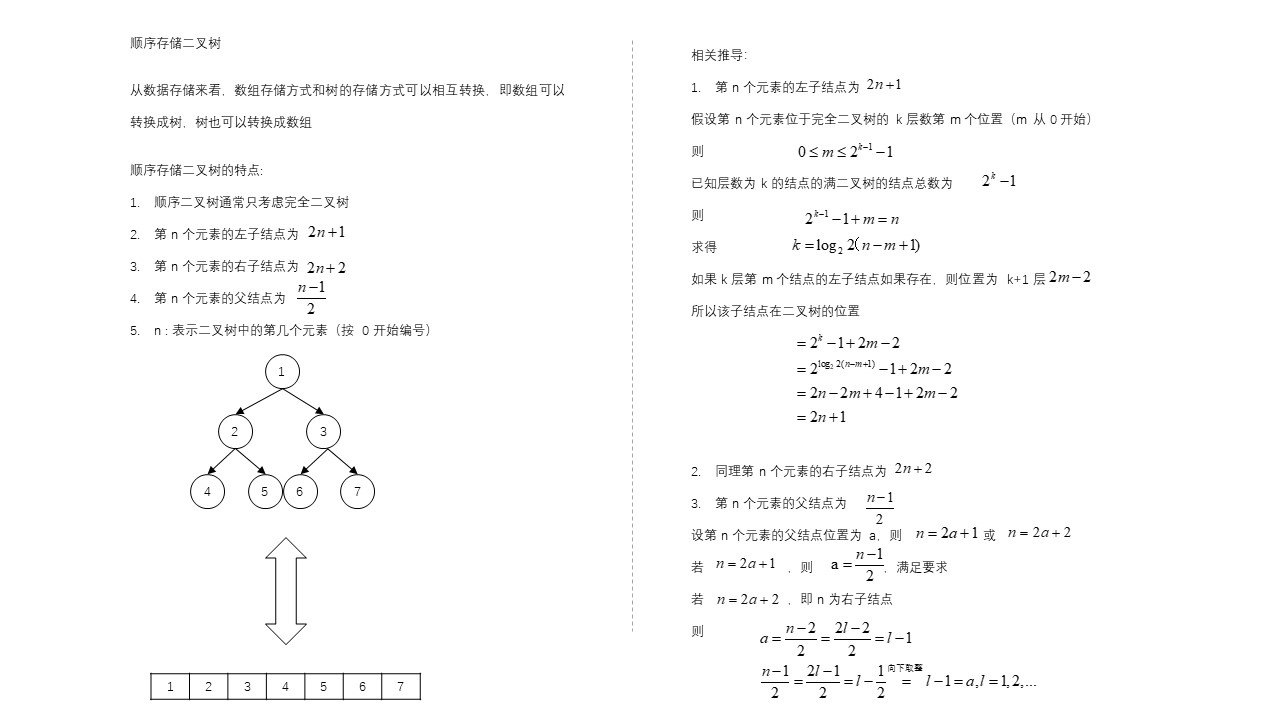 顺序存储二叉树
从数据存储来看，数组存储方式和树的存储方式可以相互转换，即数组可以
转换成树，树也可以转换成数组
顺序存储二叉树的特点：
1. 顺序二叉树通常只考虑完全二叉树
2. 第 n 个元素的左子结点为 2n+1
3. 第 n 个元素的右子结点为 2n+2
4. 第 n 个元素的父结点为 (n−1)/2
5. n : 表示二叉树中的第几个元素（按 0 开始编号）
1
2 3
4 5 6 7
1 2 3 4 5 6 7
相关推导：
1. 第 n 个元素的左子结点为 2n+1
假设第 n 个元素位于完全二叉树的 k 层数第 m 个位置（m 从 0 开始）
则 0 ≤ m ≤ 2^(k−1) −1
已知层数为 k 的结点的满二叉树的结点总数为 2^k −1
则 2^(k−1) −1+m = n
求得 k = log₂ 2(n−m+1)
如果 k 层第 m 个结点的左子结点如果存在，则位置为 k+1 层 2m−2
所以该子结点在二叉树的位置
= 2^k −1+2m−2
= 2^(log₂ 2(n−m+1)) −1+2m−2
= 2n−2m+4−1+2m−2
= 2n+1
2. 同理第 n 个元素的右子结点为 2n+2
3. 第 n 个元素的父结点为 (n−1)/2
设第 n 个元素的父结点位置为 a，则 n = 2a+1 或 n = 2a+2
若 n = 2a+1 ，则 a = (n−1)/2，满足要求
若 n = 2a+2 ，即 n 为右子结点
则 a = (n−2)/2 = (2l−2)/2 = l−1
(n−1)/2 = (2l−1)/2 = l − 1/2 向下取整 = l−1 = a, l = 1,2,...